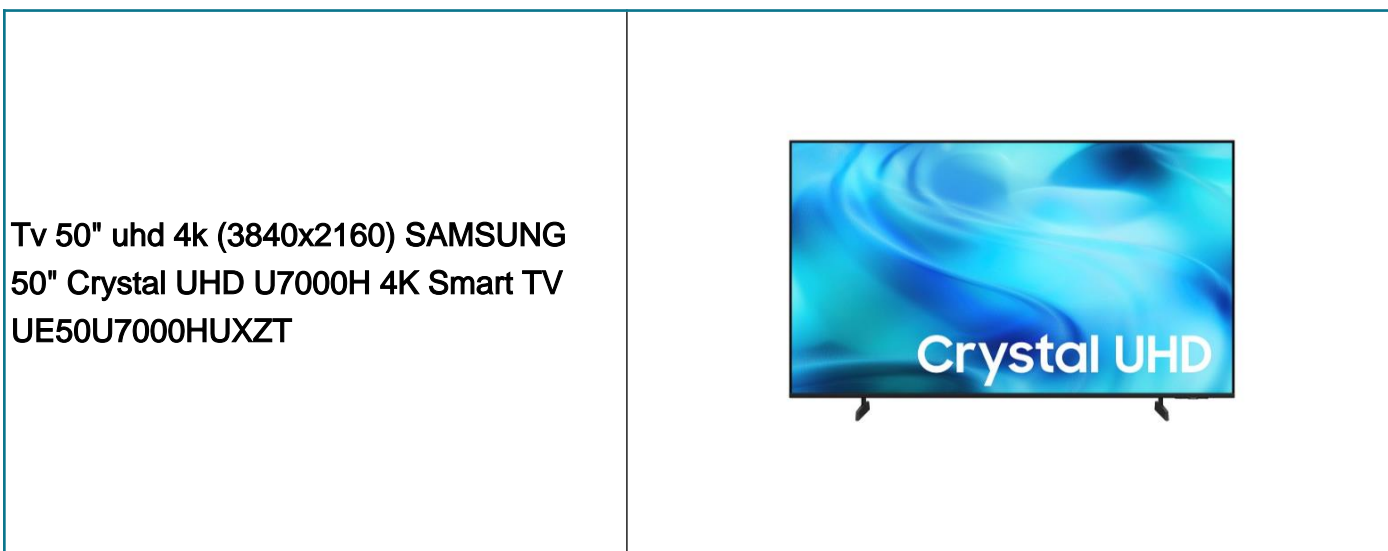 Tv 50" uhd 4k (3840x2160) SAMSUNG
50" Crystal UHD U7000H 4K Smart TV
UE50U7000HUXZT
Crystal UHD